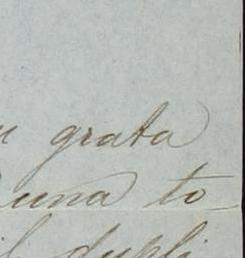 grata
una to
dupli